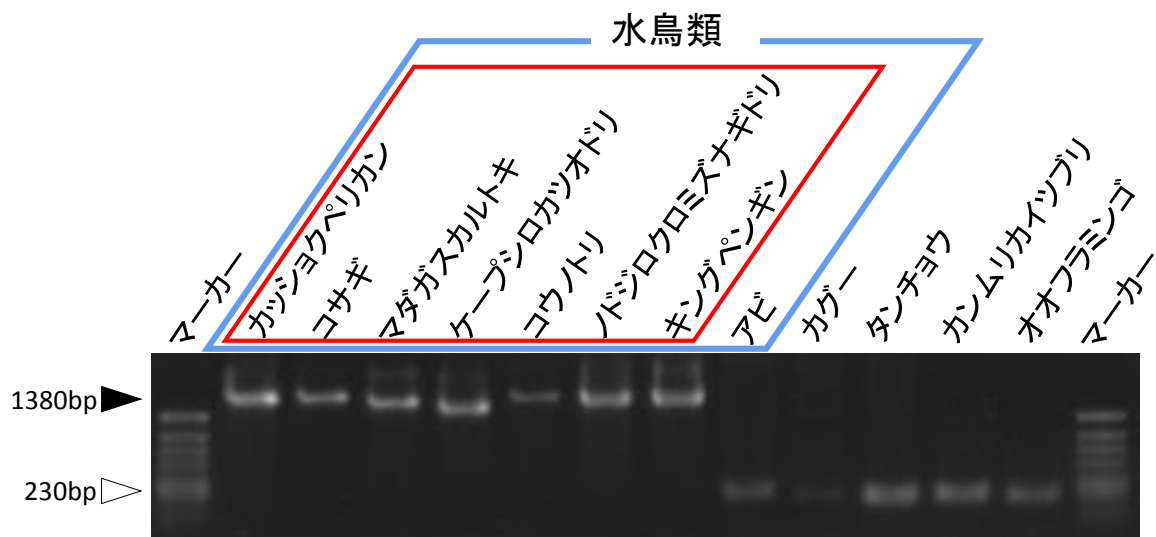 水鳥類
マーカー
カッショクペリカン
コサギ
マダガスカルトキ
ケープシロカツオドリ
コウノトリ
ノドジロクロミズナギドリ
キングペンギン
アビ
カグー
タンチョウ
カンムリカイツブリ
オオフラミンゴ
マーカー
1380bp
230bp